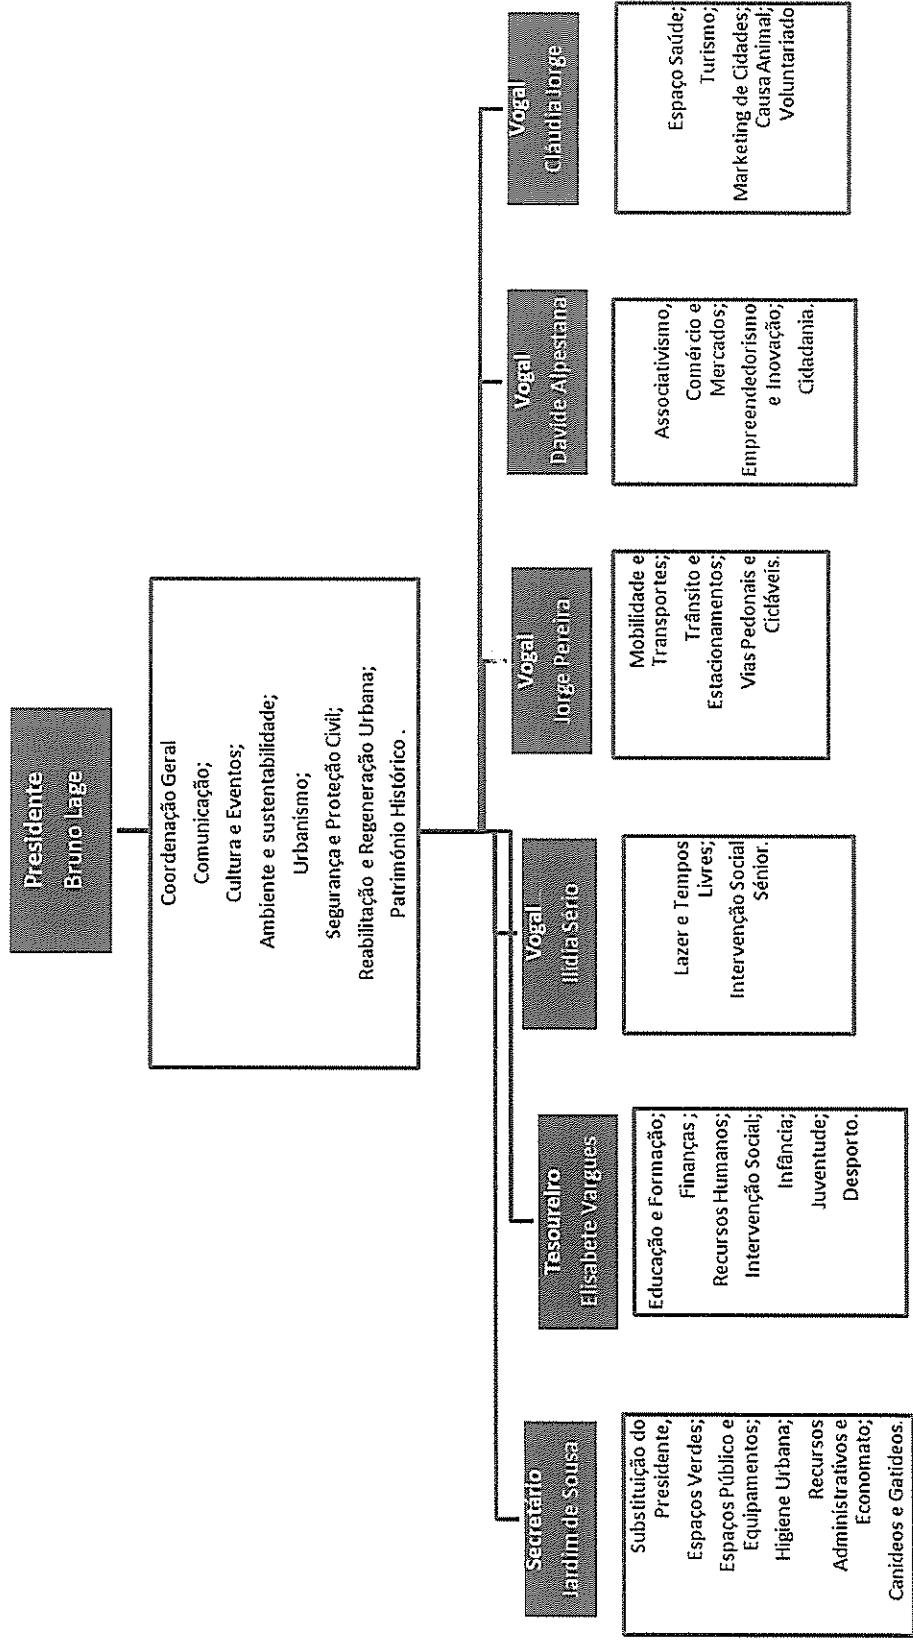 Presidente
Bruno Lage
Coordenação Geral
Comunicação;
Cultura e Eventos;
Ambiente e sustentabilidade;
Urbanismo;
Segurança e Proteção Civil;
Reabilitação e Regeneração Urbana;
Património Histórico .
Secretário
Jardim de Sousa
Substituição do
Presidente,
Espaços Verdes;
Espaços Público e
Equipamentos;
Higiene Urbana;
Recursos
Administrativos e
Economato;
Canídeos e Gatídeos.
Tesoureiro
Elisabete Vargues
Educação e Formação;
Finanças ;
Recursos Humanos;
Intervenção Social;
Infância;
Juventude;
Desporto.
Vogal
Ilídia Sério
Lazer e Tempos
Livres;
Intervenção Social
Sénior.
Vogal
Jorge Pereira
Mobilidade e
Transportes;
Trânsito e
Estacionamentos;
Vias Pedonais e
Cicláveis.
Vogal
Davide Alpestana
Associativismo,
Comércio e
Mercados;
Empreendedorismo
e Inovação;
Cidadania.
Vogal
Cláudia Jorge
Espaço Saúde;
Turismo;
Marketing de Cidades;
Causa Animal;
Voluntariado